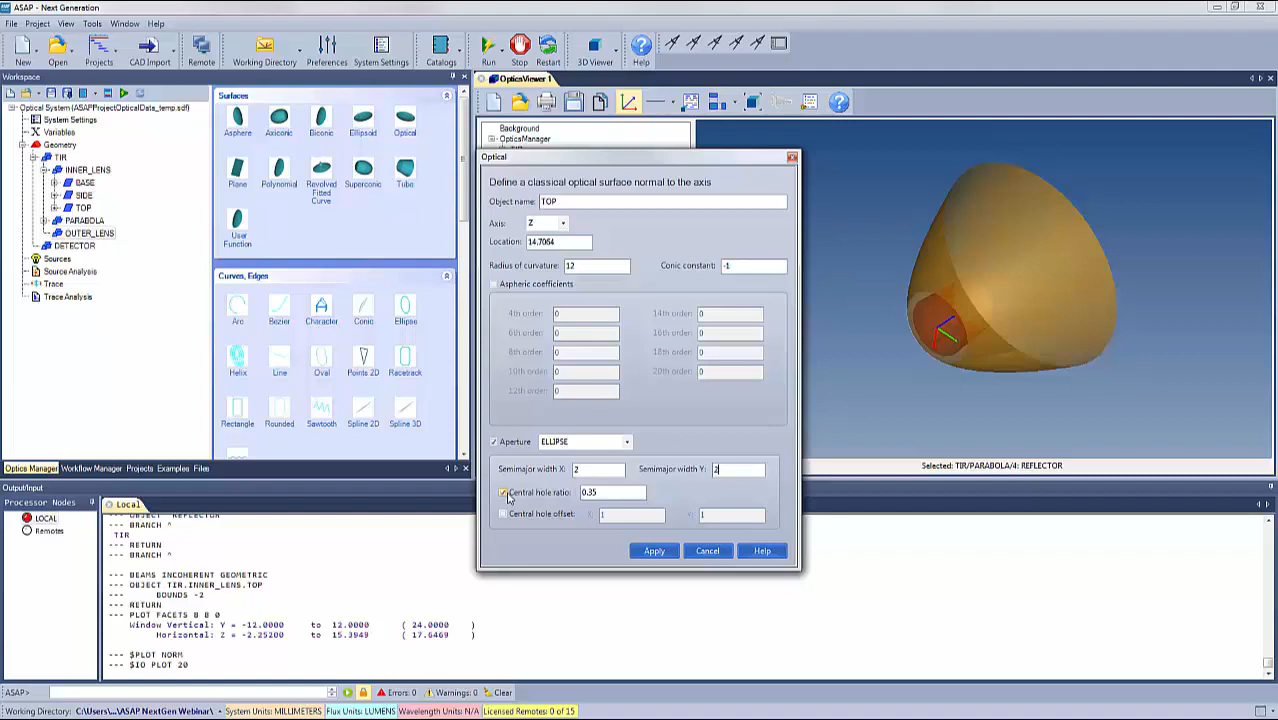 ASAP - Next Generation
File Project View Tools Window Help
New Open Projects CAD Import Remote Working Directory Preferences System Settings Catalogs Run Stop Restart 3D Viewer Help
Workspace
OpticsViewer 1
Optical System (ASAPProjectOpticalData_temp.sdf)
System Settings
Variables
Geometry
TIR
INNER_LENS
BASE
SIDE
TOP
PARABOLA
OUTER_LENS
DETECTOR
Sources
Source Analysis
Trace
Trace Analysis
Surfaces
Asphere Axiconic Biconic Ellipsoid Optical
Plane Polynomial Revolved Fitted Curve Superconic Tube
User Function
Curves, Edges
Arc Bezier Character Conic Ellipse
Helix Line Oval Points 2D Racetrack
Rectangle Rounded Sawtooth Spline 2D Spline 3D
Background
OpticsManager
Optical
Define a classical optical surface normal to the axis
Object name: TOP
Axis: Z
Location: 14.7064
Radius of curvature: 12 Conic constant: -1
Aspheric coefficients
4th order: 0 14th order: 0
6th order: 0 16th order: 0
8th order: 0 18th order: 0
10th order: 0 20th order: 0
12th order: 0
Aperture ELLIPSE
Semimajor width X: 2 Semimajor width Y: 2
Central hole ratio: 0.35
Central hole offset: X: 1 Y: 1
Apply Cancel Help
Selected: TIR/PARABOLA/4: REFLECTOR
Optics Manager Workflow Manager Projects Examples Files
Output/Input
Processor Nodes
LOCAL
Remotes
Local
--- OBJECT 'REFLECTOR'
--- BRANCH ^
TIR
--- RETURN
--- BRANCH ^
--- BEAMS INCOHERENT GEOMETRIC
--- OBJECT TIR.INNER_LENS.TOP
BOUNDS -2
--- RETURN
--- PLOT FACETS 8 8 0
Window Vertical: Y = -12.0000 to 12.0000 ( 24.0000 )
Horizontal: Z = -2.25200 to 15.3949 ( 17.6469 )
--- $PLOT NORM
--- $IO PLOT 20
ASAP> Errors: 0 Warnings: 0 Clear
Working Directory: C:\Users\...\ASAP NextGen Webinar\ System Units: MILLIMETERS Flux Units: LUMENS Wavelength Units: N/A Licensed Remotes: 0 of 15